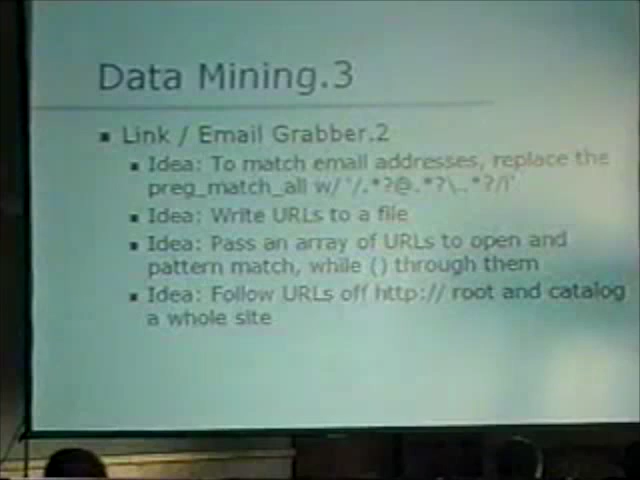 Data Mining.3
Link / Email Grabber.2
Idea: To match email addresses, replace the
preg_match_all w/ '/.*?@.*?\..*?/i'
Idea: Write URLs to a file
Idea: Pass an array of URLs to open and
pattern match, while () through them
Idea: Follow URLs off http:// root and catalog
a whole site